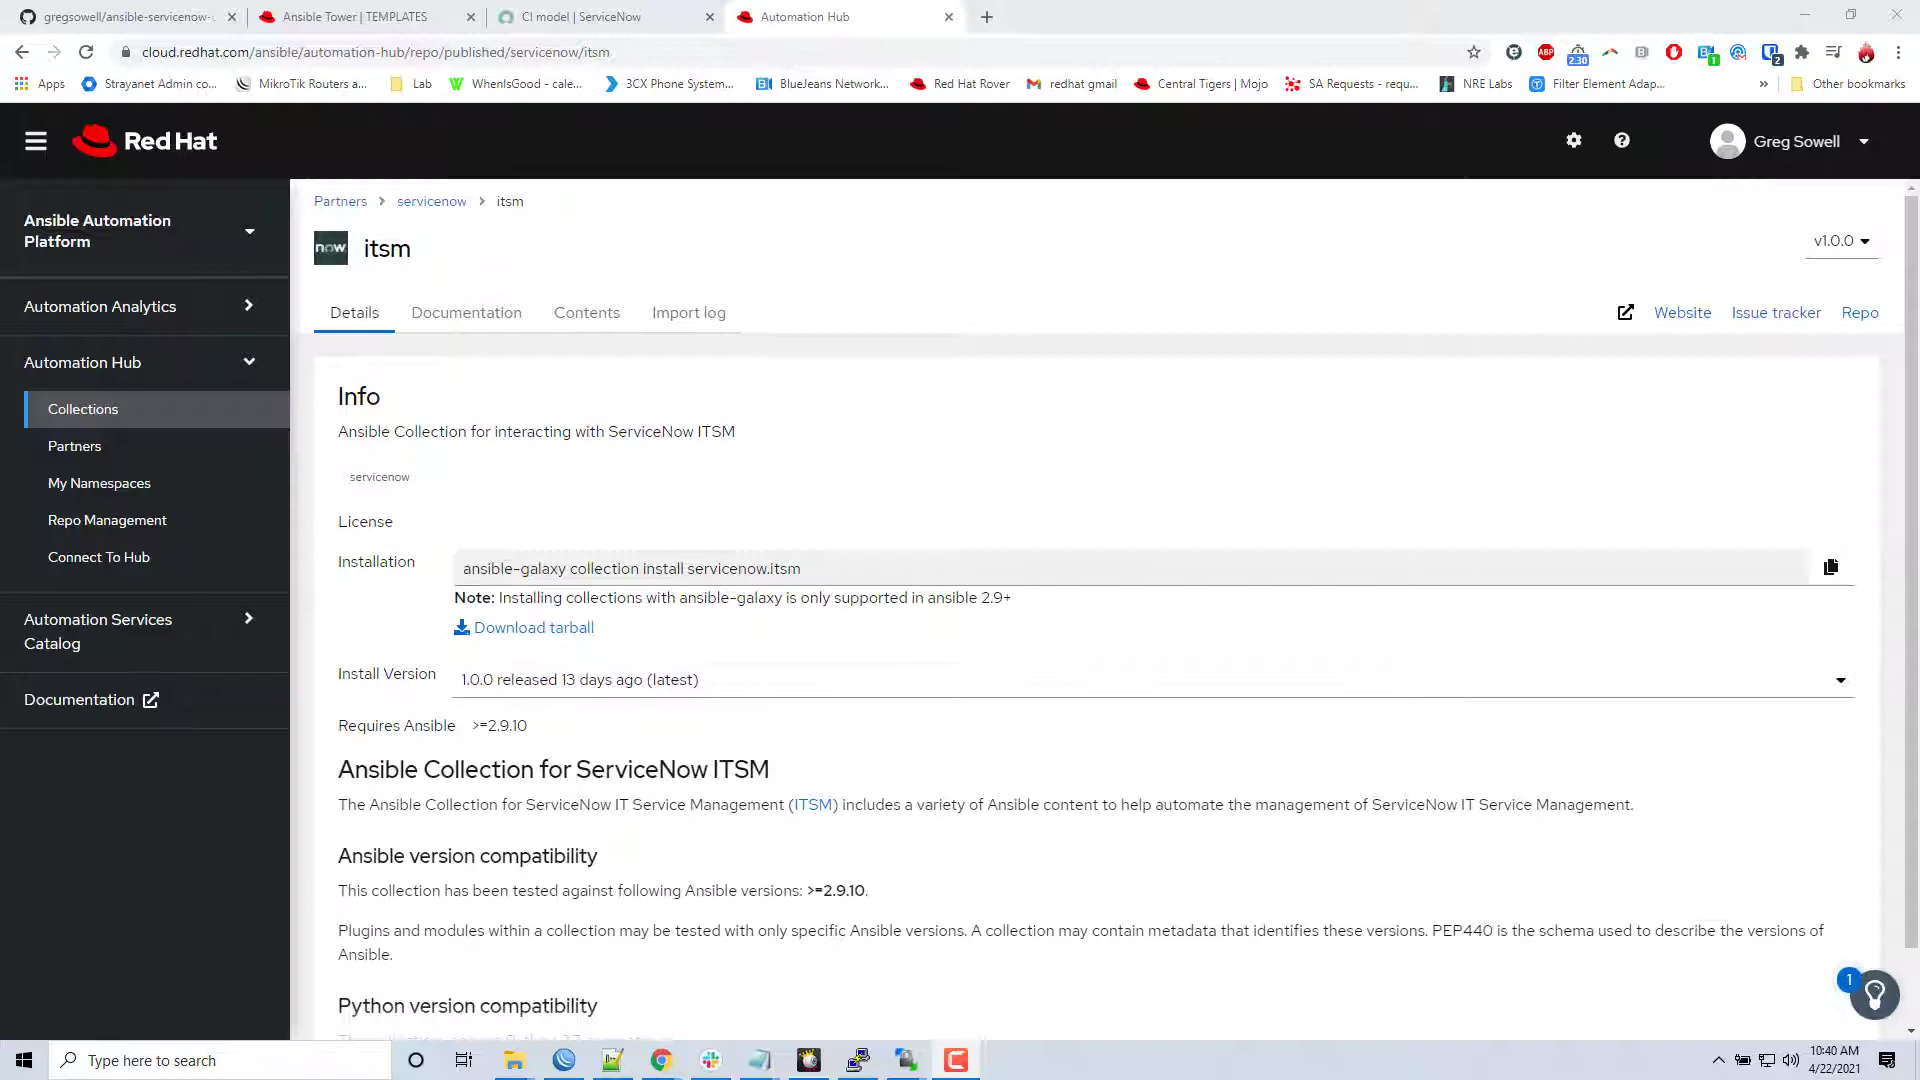 gregsowell/ansible-servicenow-
Ansible Tower | TEMPLATES
CI model | ServiceNow
Automation Hub
cloud.redhat.com/ansible/automation-hub/repo/published/servicenow/itsm
ABP
2.30
1
2
Apps
Strayanet Admin co...
MikroTik Routers a...
Lab
WhenIsGood - cale...
3CX Phone System...
BlueJeans Network...
Red Hat Rover
redhat gmail
Central Tigers | Mojo
SA Requests - requ...
NRE Labs
Filter Element Adap...
»
Other bookmarks
Red Hat
Greg Sowell
Ansible Automation
Platform
Automation Analytics
Automation Hub
Collections
Partners
My Namespaces
Repo Management
Connect To Hub
Automation Services
Catalog
Documentation
Partners > servicenow > itsm
now
itsm
v1.0.0
Details
Documentation
Contents
Import log
Website
Issue tracker
Repo
Info
Ansible Collection for interacting with ServiceNow ITSM
servicenow
License
Installation
ansible-galaxy collection install servicenow.itsm
Note: Installing collections with ansible-galaxy is only supported in ansible 2.9+
Download tarball
Install Version
1.0.0 released 13 days ago (latest)
Requires Ansible >=2.9.10
Ansible Collection for ServiceNow ITSM
The Ansible Collection for ServiceNow IT Service Management (ITSM) includes a variety of Ansible content to help automate the management of ServiceNow IT Service Management.
Ansible version compatibility
This collection has been tested against following Ansible versions: >=2.9.10.
Plugins and modules within a collection may be tested with only specific Ansible versions. A collection may contain metadata that identifies these versions. PEP440 is the schema used to describe the versions of
Ansible.
Python version compatibility
1
Type here to search
10:40 AM
4/22/2021